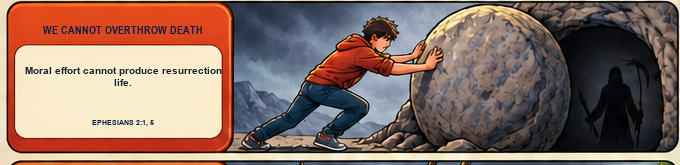 WE CANNOT OVERTHROW DEATH
Moral effort cannot produce resurrection
life.
EPHESIANS 2:1, 5